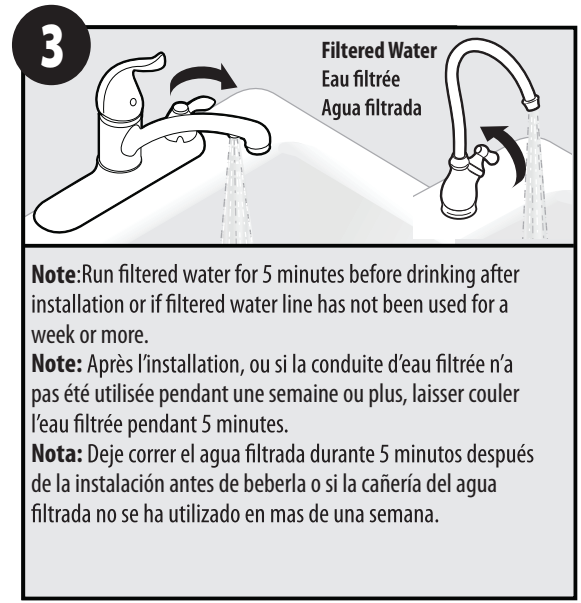 3
Filtered Water
Eau filtrée
Agua filtrada
Note:Run filtered water for 5 minutes before drinking after
installation or if filtered water line has not been used for a
week or more.
Note: Après l'installation, ou si la conduite d'eau filtrée n'a
pas été utilisée pendant une semaine ou plus, laisser couler
l'eau filtrée pendant 5 minutes.
Nota: Deje correr el agua filtrada durante 5 minutos después
de la instalación antes de beberla o si la cañería del agua
filtrada no se ha utilizado en mas de una semana.